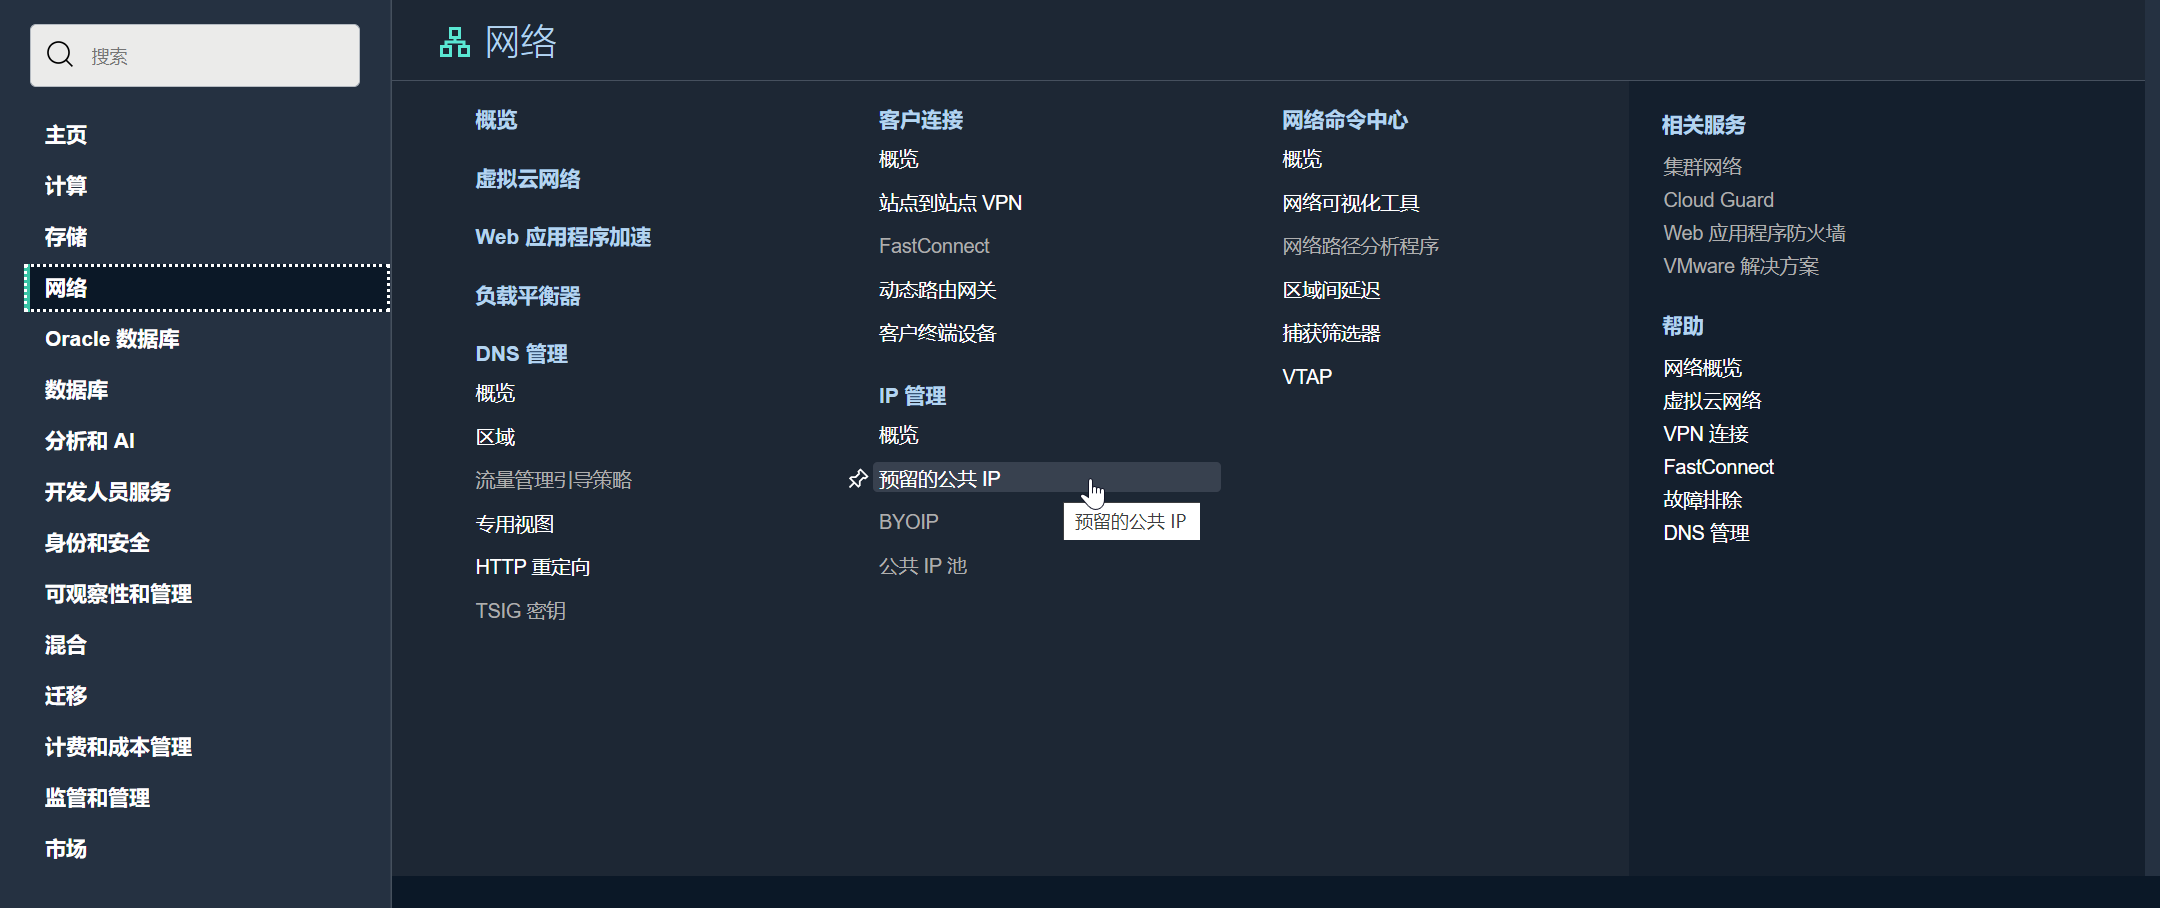 搜索
主页
计算
存储
网络
Oracle 数据库
数据库
分析和 AI
开发人员服务
身份和安全
可观察性和管理
混合
迁移
计费和成本管理
监管和管理
市场
网络
概览
虚拟云网络
Web 应用程序加速
负载平衡器
DNS 管理
概览
区域
流量管理引导策略
专用视图
HTTP 重定向
TSIG 密钥
客户连接
概览
站点到站点 VPN
FastConnect
动态路由网关
客户终端设备
IP 管理
概览
预留的公共 IP
预留的公共 IP
BYOIP
公共 IP 池
网络命令中心
概览
网络可视化工具
网络路径分析程序
区域间延迟
捕获筛选器
VTAP
相关服务
集群网络
Cloud Guard
Web 应用程序防火墙
VMware 解决方案
帮助
网络概览
虚拟云网络
VPN 连接
FastConnect
故障排除
DNS 管理